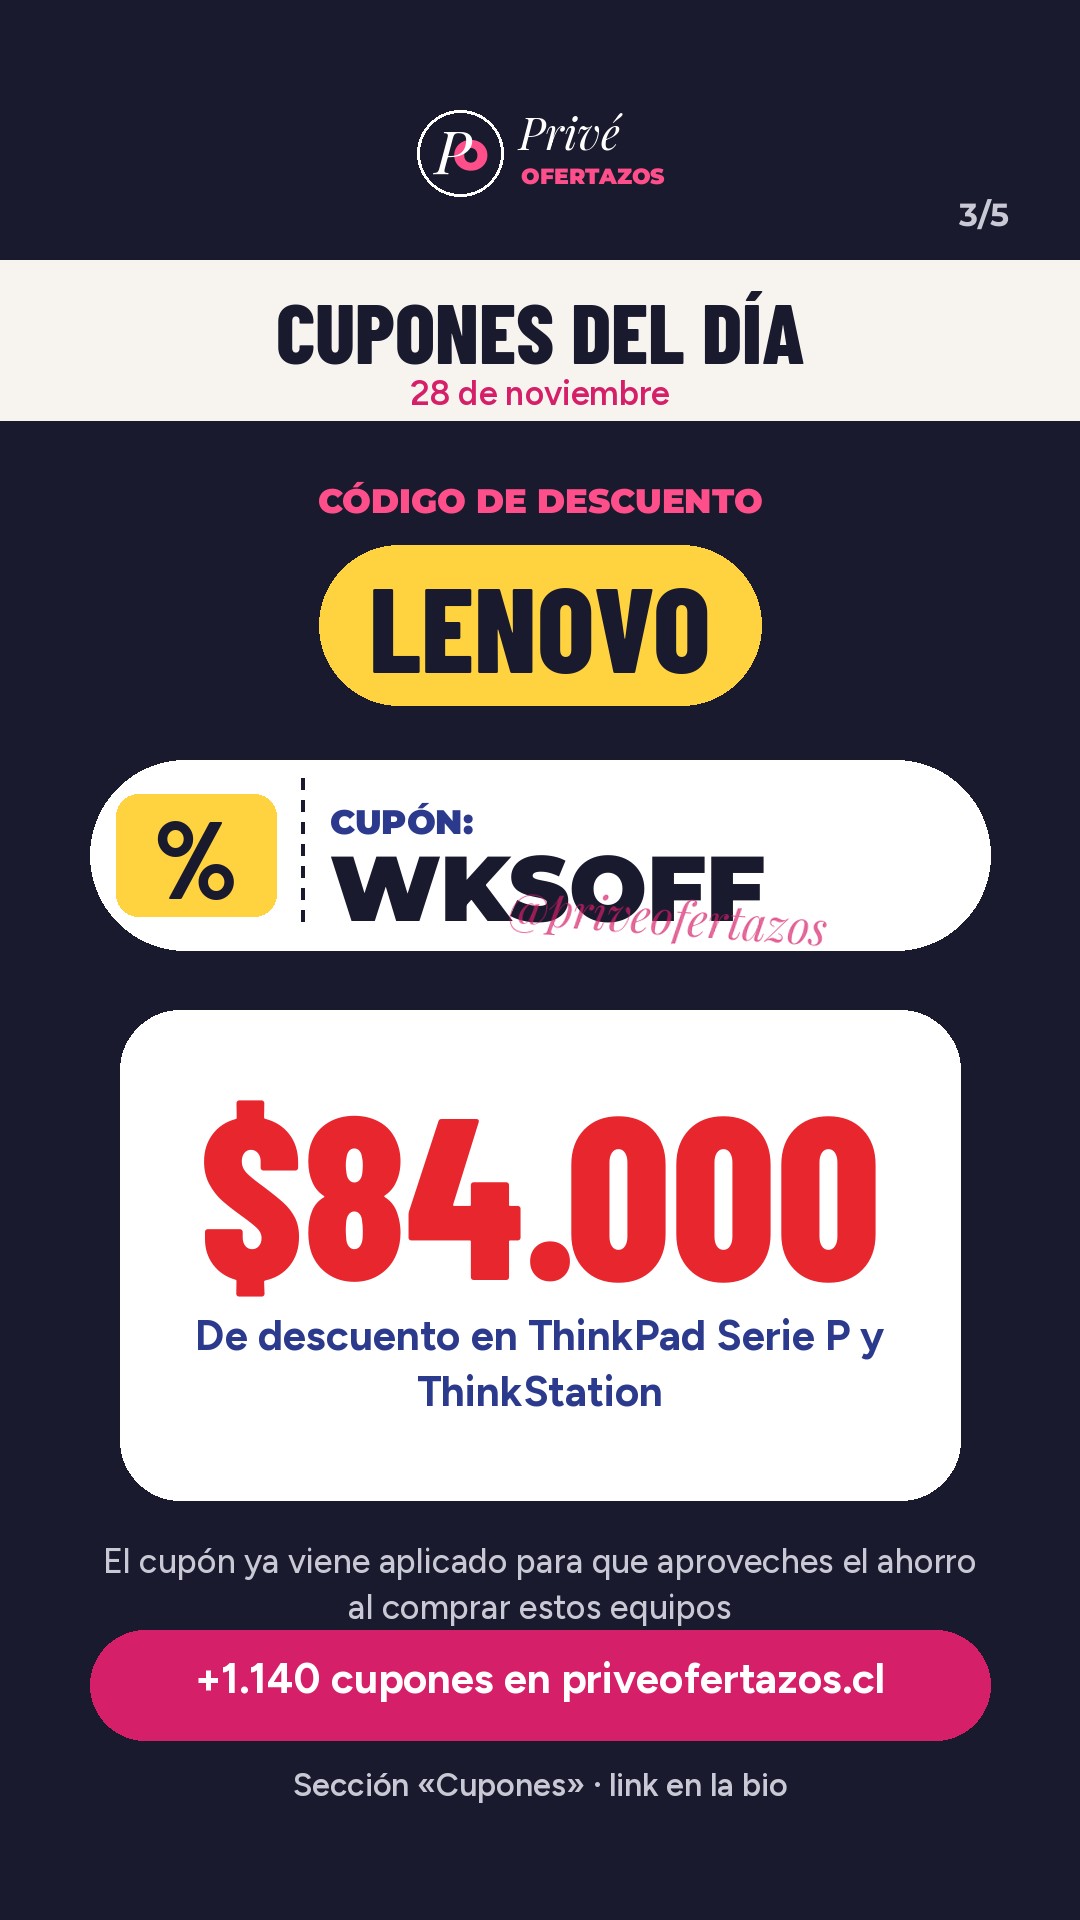 Po Privé
OFERTAZOS
3/5
CUPONES DEL DÍA
28 de noviembre
CÓDIGO DE DESCUENTO
LENOVO
%
CUPÓN:
WKSOFF
@priveofertazos
$84.000
De descuento en ThinkPad Serie P y
ThinkStation
El cupón ya viene aplicado para que aproveches el ahorro
al comprar estos equipos
+1.140 cupones en priveofertazos.cl
Sección «Cupones» · link en la bio